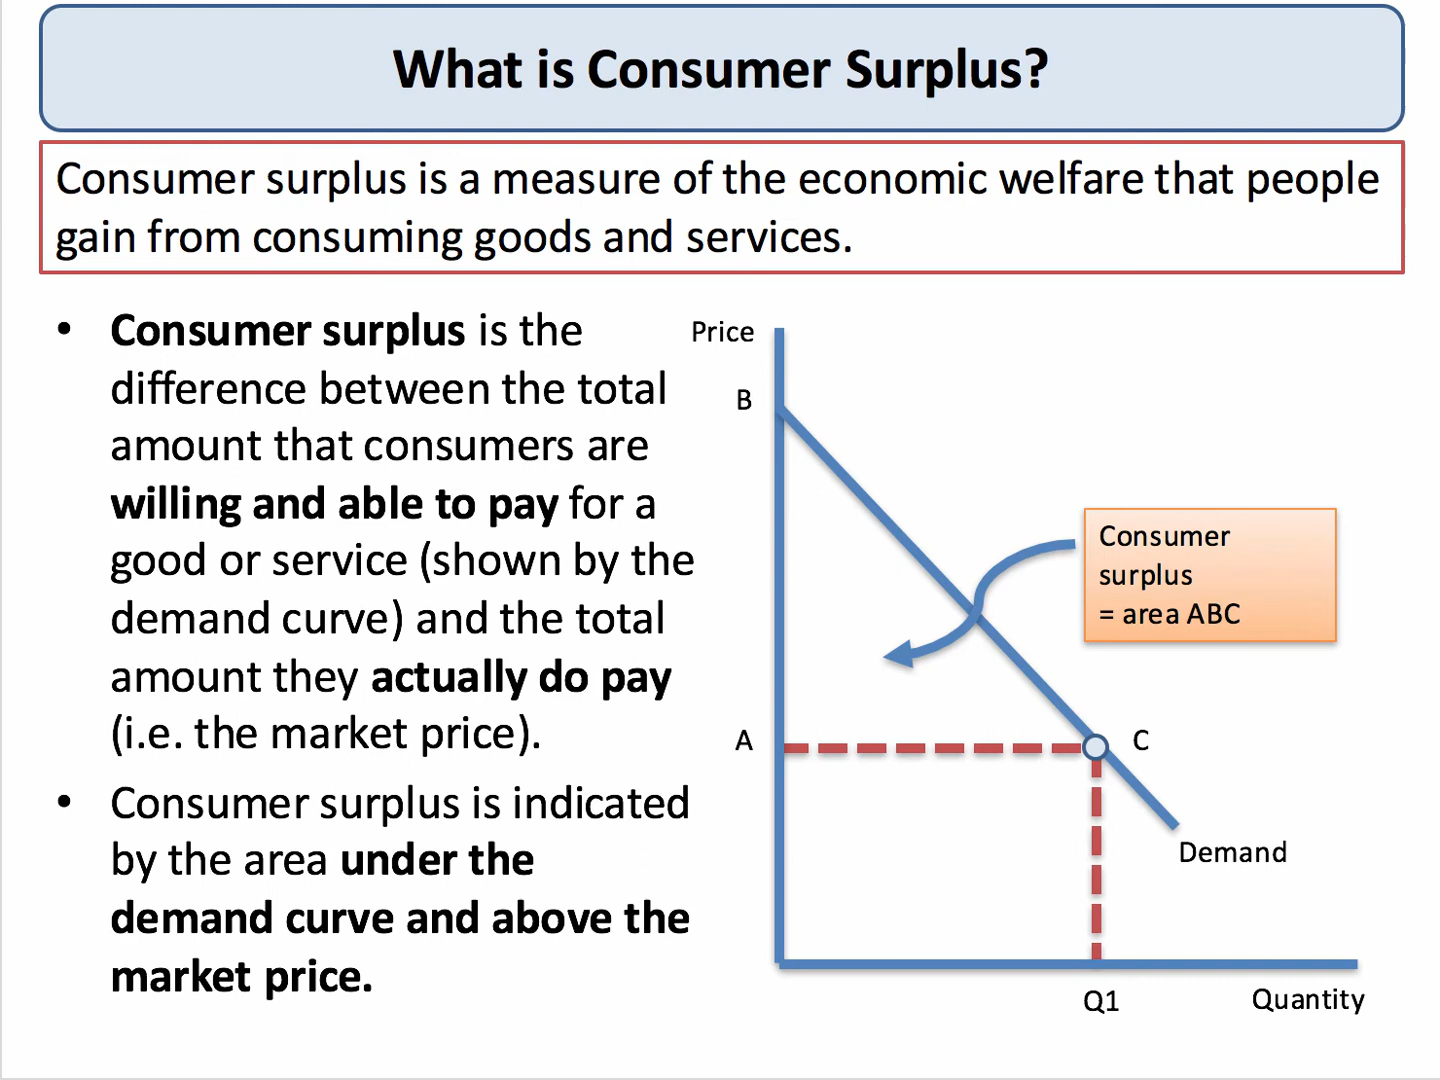 What is Consumer Surplus?
Consumer surplus is a measure of the economic welfare that people
gain from consuming goods and services.
• Consumer surplus is the
difference between the total
amount that consumers are
willing and able to pay for a
good or service (shown by the
demand curve) and the total
amount they actually do pay
(i.e. the market price).
• Consumer surplus is indicated
by the area under the
demand curve and above the
market price.
Price
B
Consumer
surplus
= area ABC
A
C
Demand
Q1
Quantity